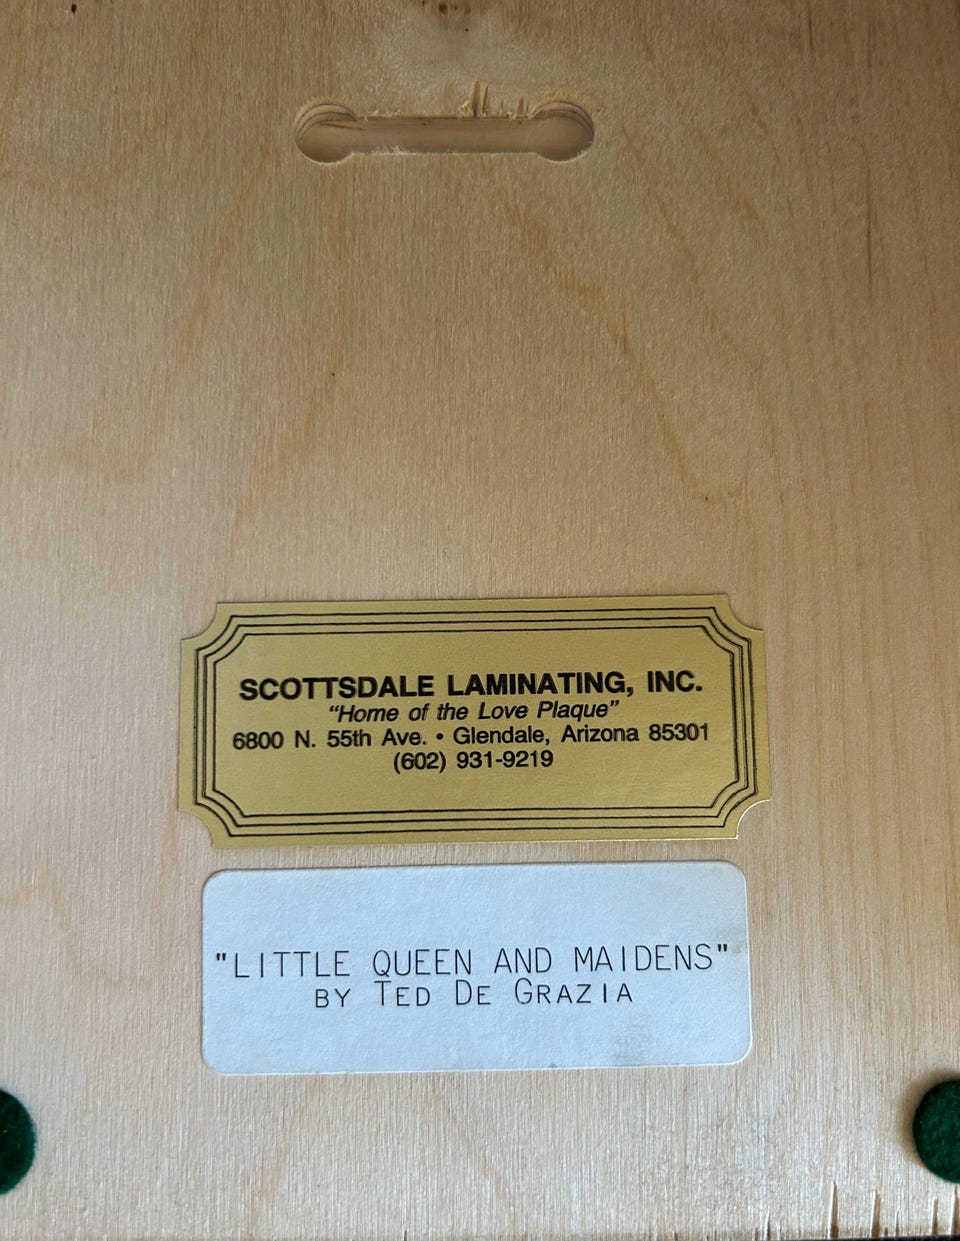 SCOTTSDALE LAMINATING, INC.
“Home of the Love Plaque”
6800 N. 55th Ave. • Glendale, Arizona 85301
(602) 931-9219
"LITTLE QUEEN AND MAIDENS"
BY TED DE GRAZIA